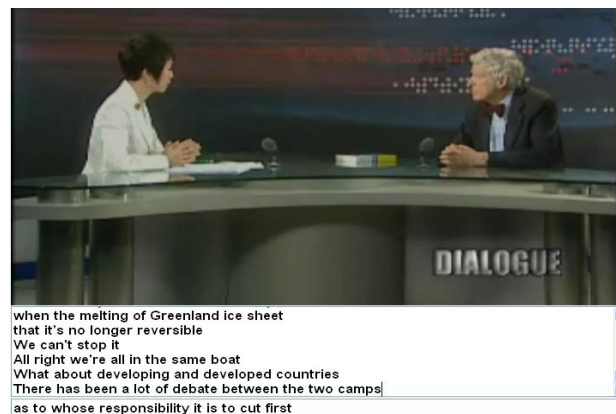 DIALOGUE
when the melting of Greenland ice sheet
that it's no longer reversible
We can't stop it
All right we're all in the same boat
What about developing and developed countries
There has been a lot of debate between the two camps
as to whose responsibility it is to cut first